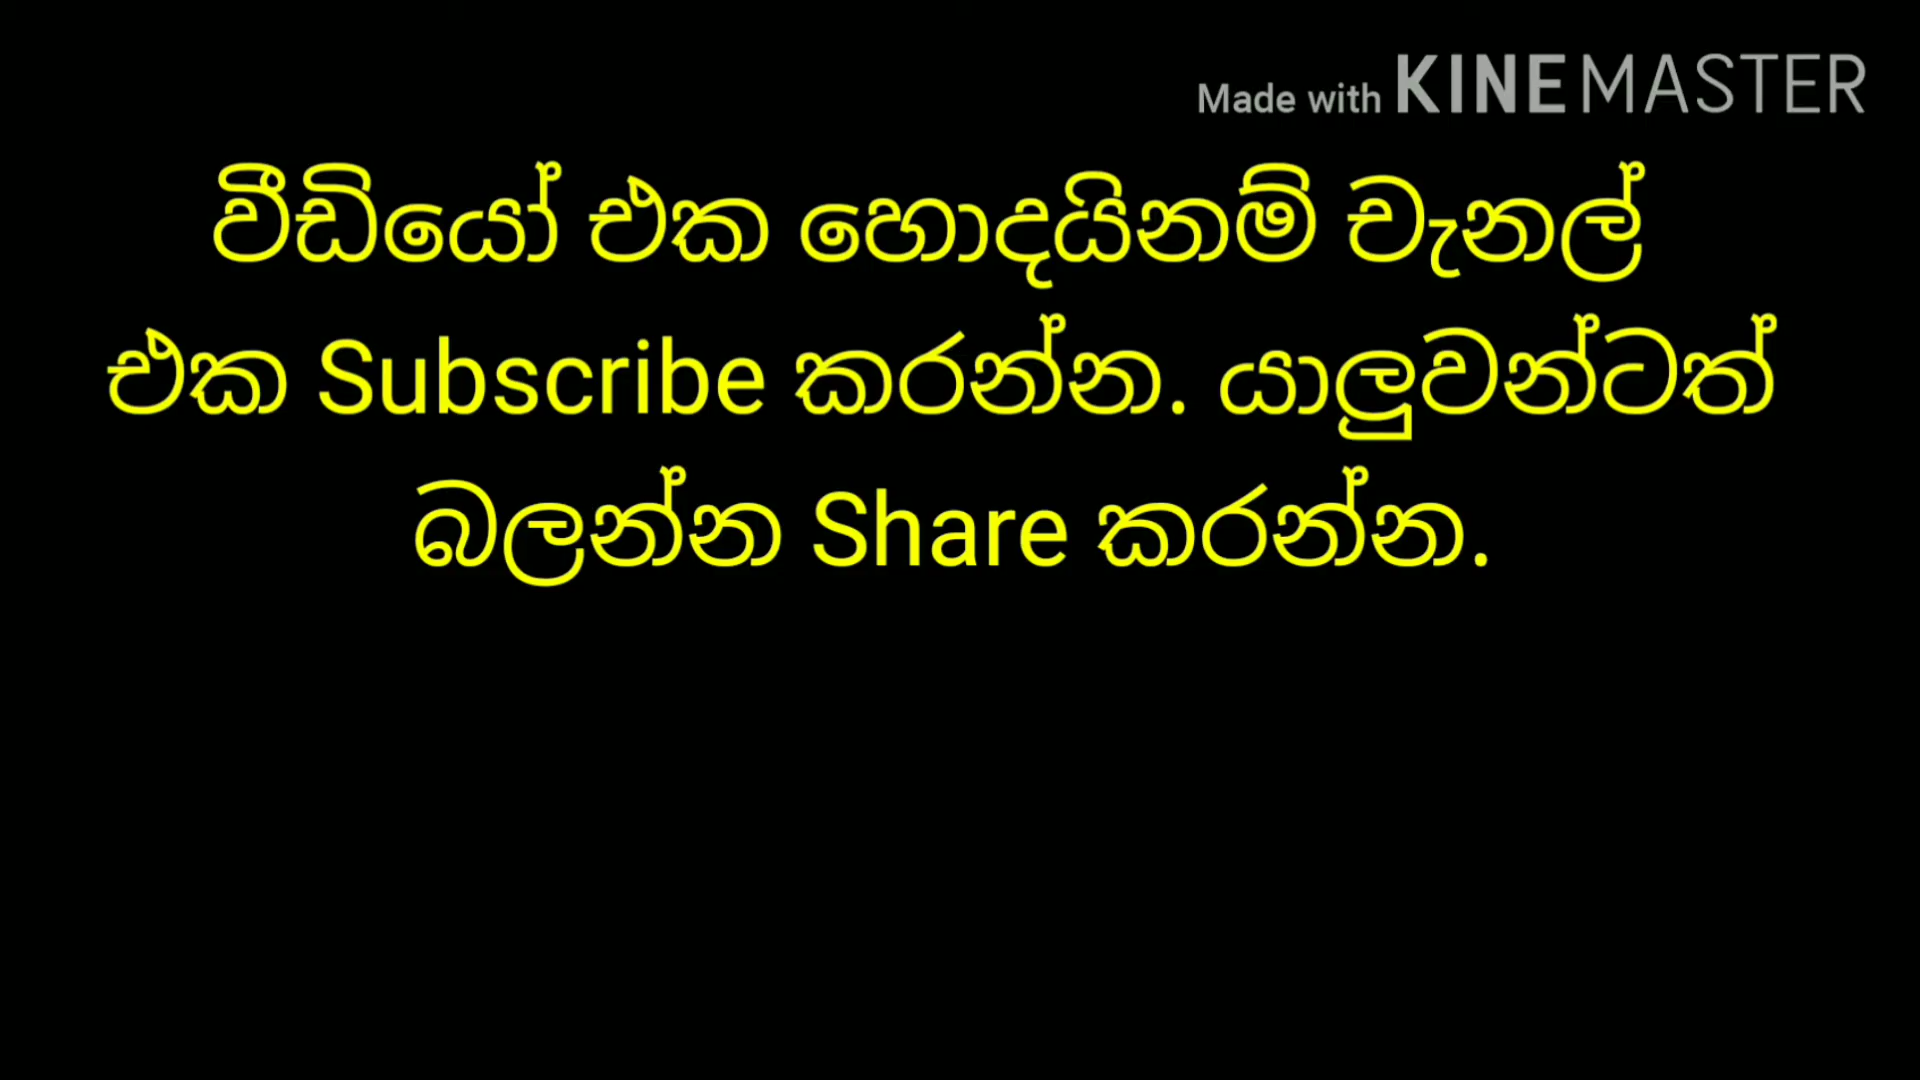 Made with KINEMASTER
වීඩියෝ එක හොදයිනම් චැනල්
එක Subscribe කරන්න. යාලුවන්ටත්
බලන්න Share කරන්න.